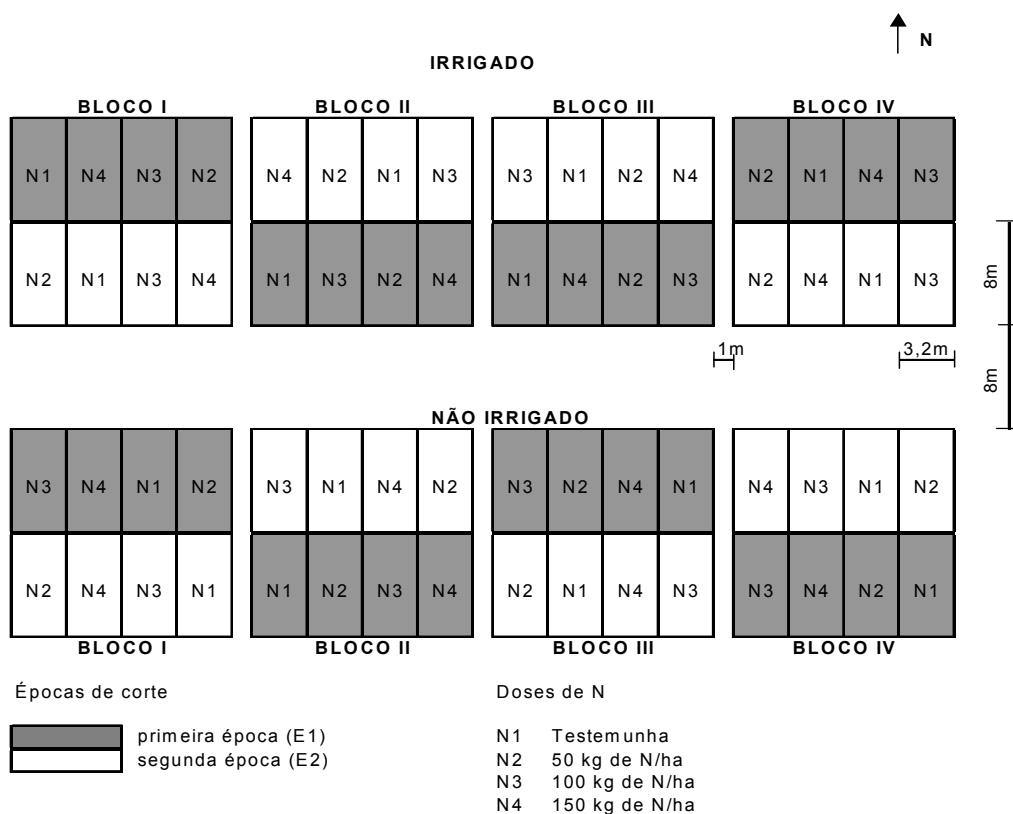 N
IRRIGADO
BLOCO I BLOCO II BLOCO III BLOCO IV
N1 N4 N3 N2 N4 N2 N1 N3 N3 N1 N2 N4 N2 N1 N4 N3
N2 N1 N3 N4 N1 N3 N2 N4 N1 N4 N2 N3 N2 N4 N1 N3
8m
1m 3,2m
8m
NÃO IRRIGADO
N3 N4 N1 N2 N3 N1 N4 N2 N3 N2 N4 N1 N4 N3 N1 N2
N2 N4 N3 N1 N1 N2 N3 N4 N2 N1 N4 N3 N3 N4 N2 N1
BLOCO I BLOCO II BLOCO III BLOCO IV
Épocas de corte
primeira época (E1)
segunda época (E2)
Doses de N
N1 Testemunha
N2 50 kg de N/ha
N3 100 kg de N/ha
N4 150 kg de N/ha